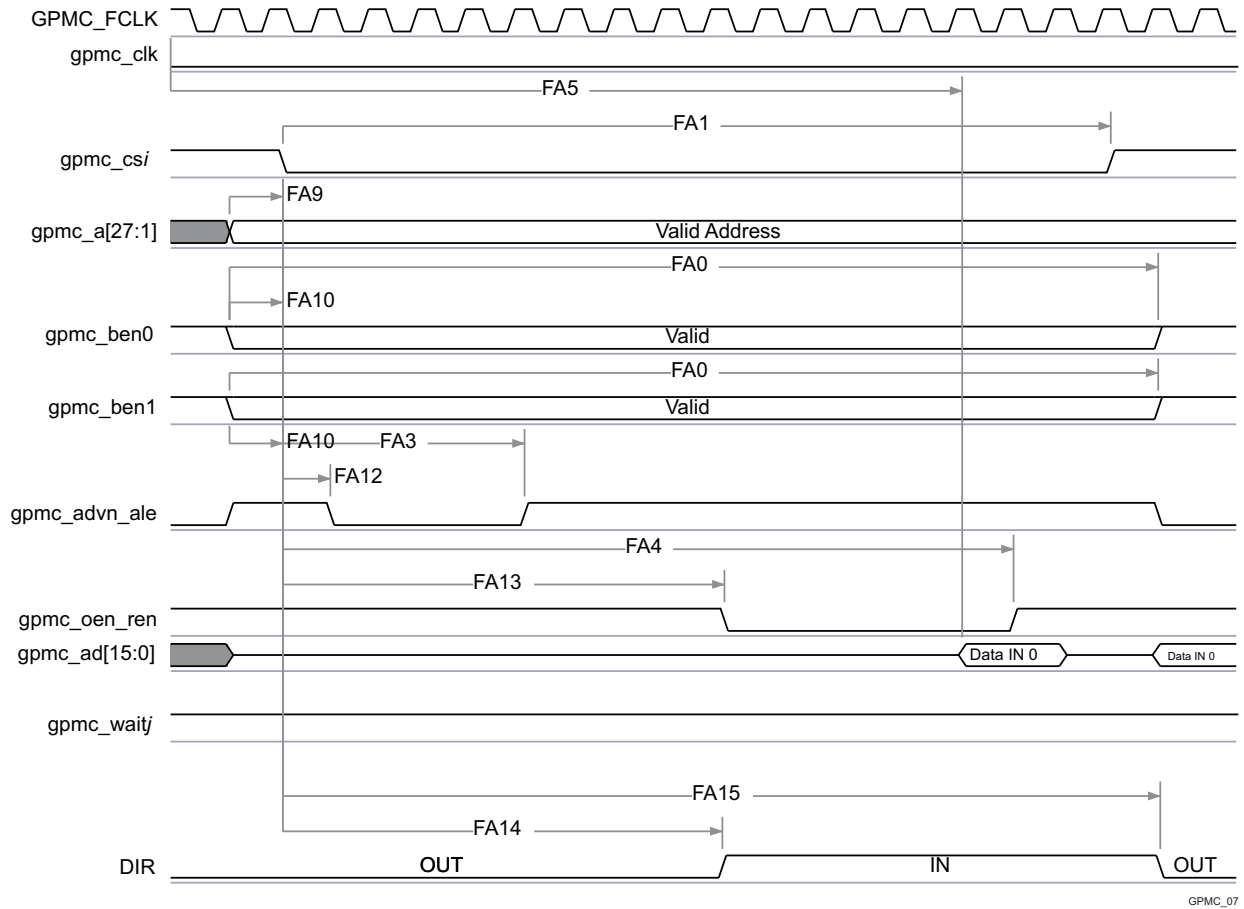 GPMC_FCLK
gpmc_clk
FA5
FA1
gpmc_csi
FA9
gpmc_a[27:1] Valid Address
FA0
FA10
gpmc_ben0 Valid
FA0
gpmc_ben1 Valid
FA10 FA3
FA12
gpmc_advn_ale
FA4
FA13
gpmc_oen_ren
gpmc_ad[15:0] Data IN 0 Data IN 0
gpmc_waitj
FA15
FA14
DIR OUT IN OUT
GPMC_07